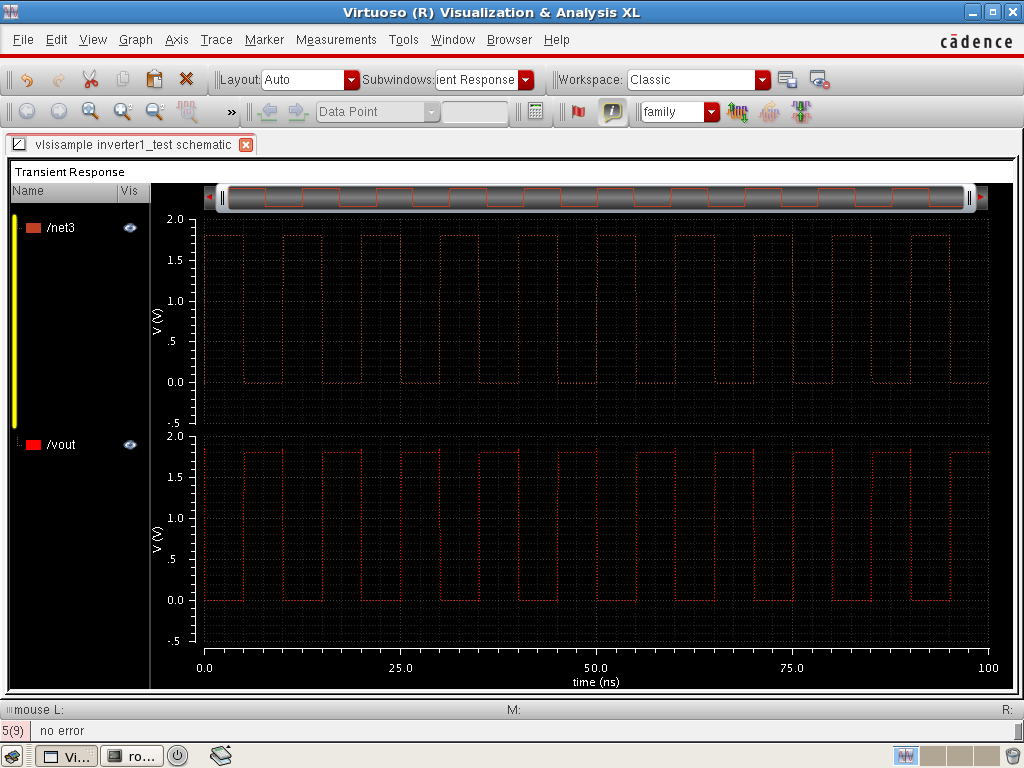 Virtuoso (R) Visualization & Analysis XL
File Edit View Graph Axis Trace Marker Measurements Tools Window Browser Help
cādence
Layout: Auto Subwindows: ient Response Workspace: Classic
» Data Point family
vlsisample inverter1_test schematic
Transient Response
Name Vis
/net3
2.0
1.5
1.0
.5
0.0
-.5
V (V)
/vout
2.0
1.5
1.0
.5
0.0
-.5
V (V)
0.0 25.0 50.0 75.0 100
time (ns)
mouse L: M: R:
5(9) no error
Vi... ro...